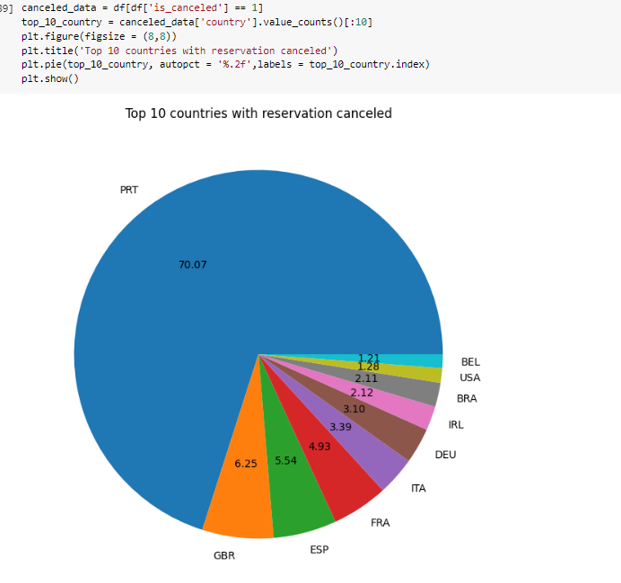 39] canceled_data = df[df['is_canceled'] == 1]
top_10_country = canceled_data['country'].value_counts()[:10]
plt.figure(figsize = (8,8))
plt.title('Top 10 countries with reservation canceled')
plt.pie(top_10_country, autopct = '%.2f',labels = top_10_country.index)
plt.show()
Top 10 countries with reservation canceled
PRT
70.07
1.21
BEL
1.28
USA
2.11
BRA
2.12
IRL
3.10
DEU
3.39
ITA
4.93
FRA
5.54
ESP
6.25
GBR